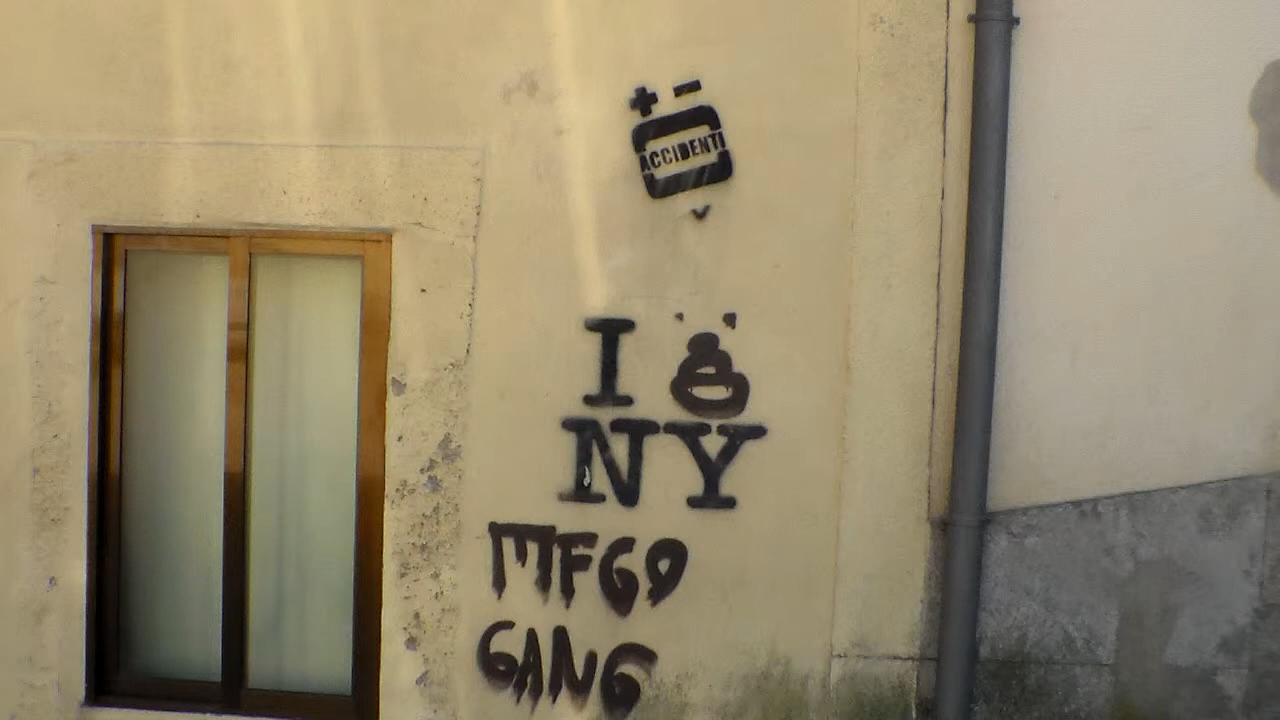 + -
ACCIDENTI
I
NY
MFG9
GANG